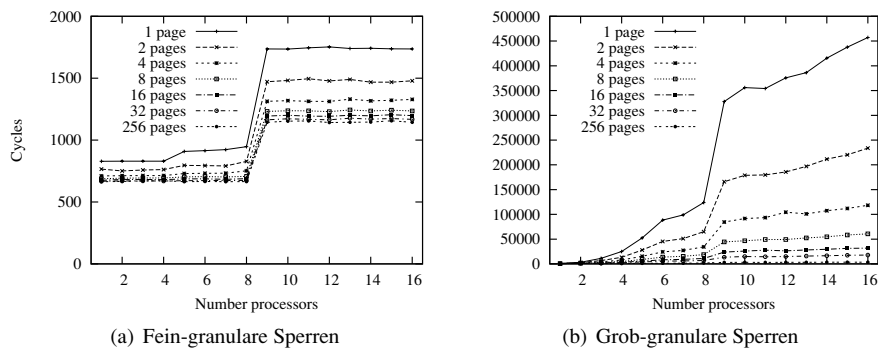 2000
1500
1000
500
0
Cycles
1 page
2 pages
4 pages
8 pages
16 pages
32 pages
256 pages
2 4 6 8 10 12 14 16
Number processors
(a) Fein-granulare Sperren
500000
450000
400000
350000
300000
250000
200000
150000
100000
50000
0
1 page
2 pages
4 pages
8 pages
16 pages
32 pages
256 pages
2 4 6 8 10 12 14 16
Number processors
(b) Grob-granulare Sperren